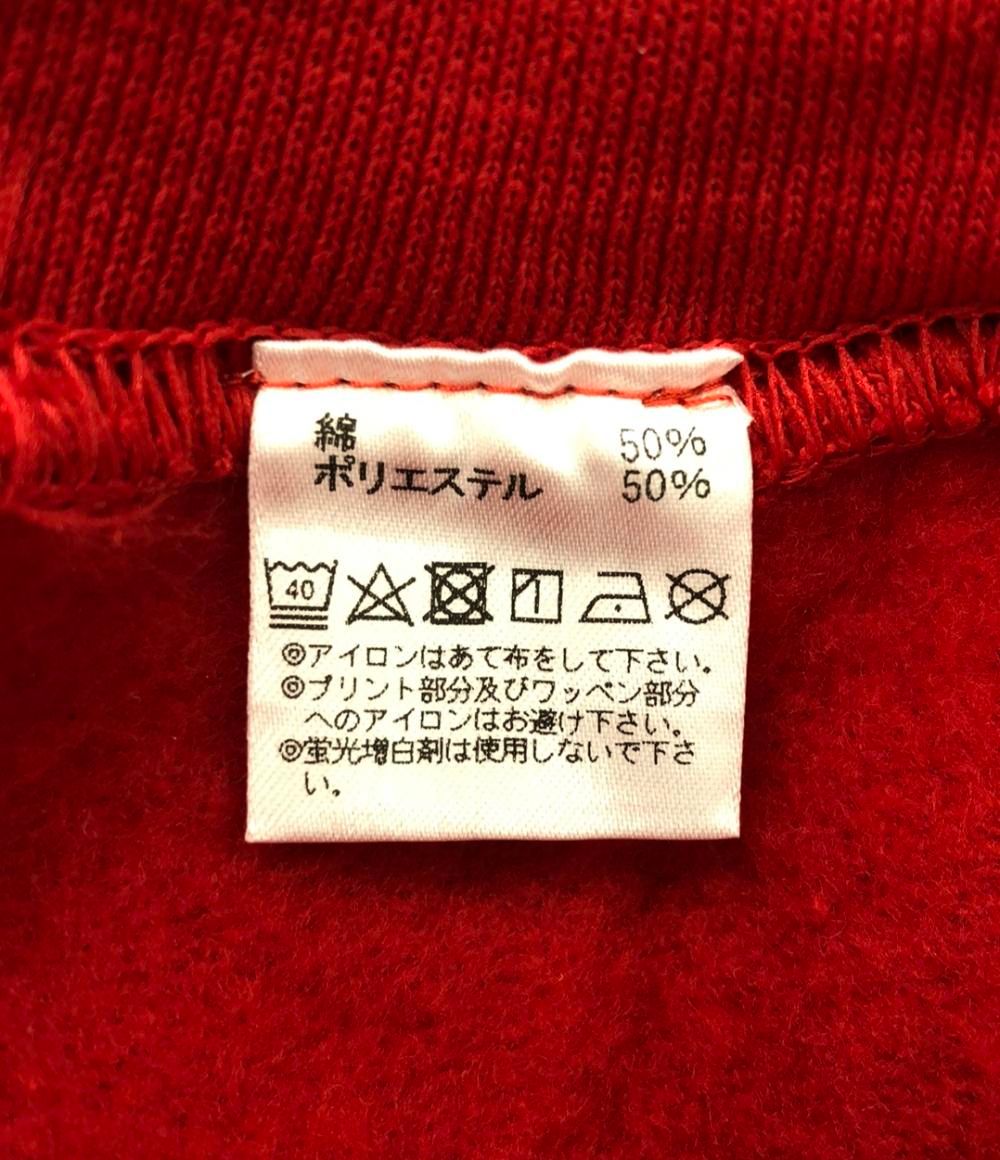 綿 50%
ポリエステル 50%
40
◎アイロンはあて布をして下さい。
◎プリント部分及びワッペン部分
へのアイロンはお避け下さい。
◎蛍光増白剤は使用しないで下さ
い。